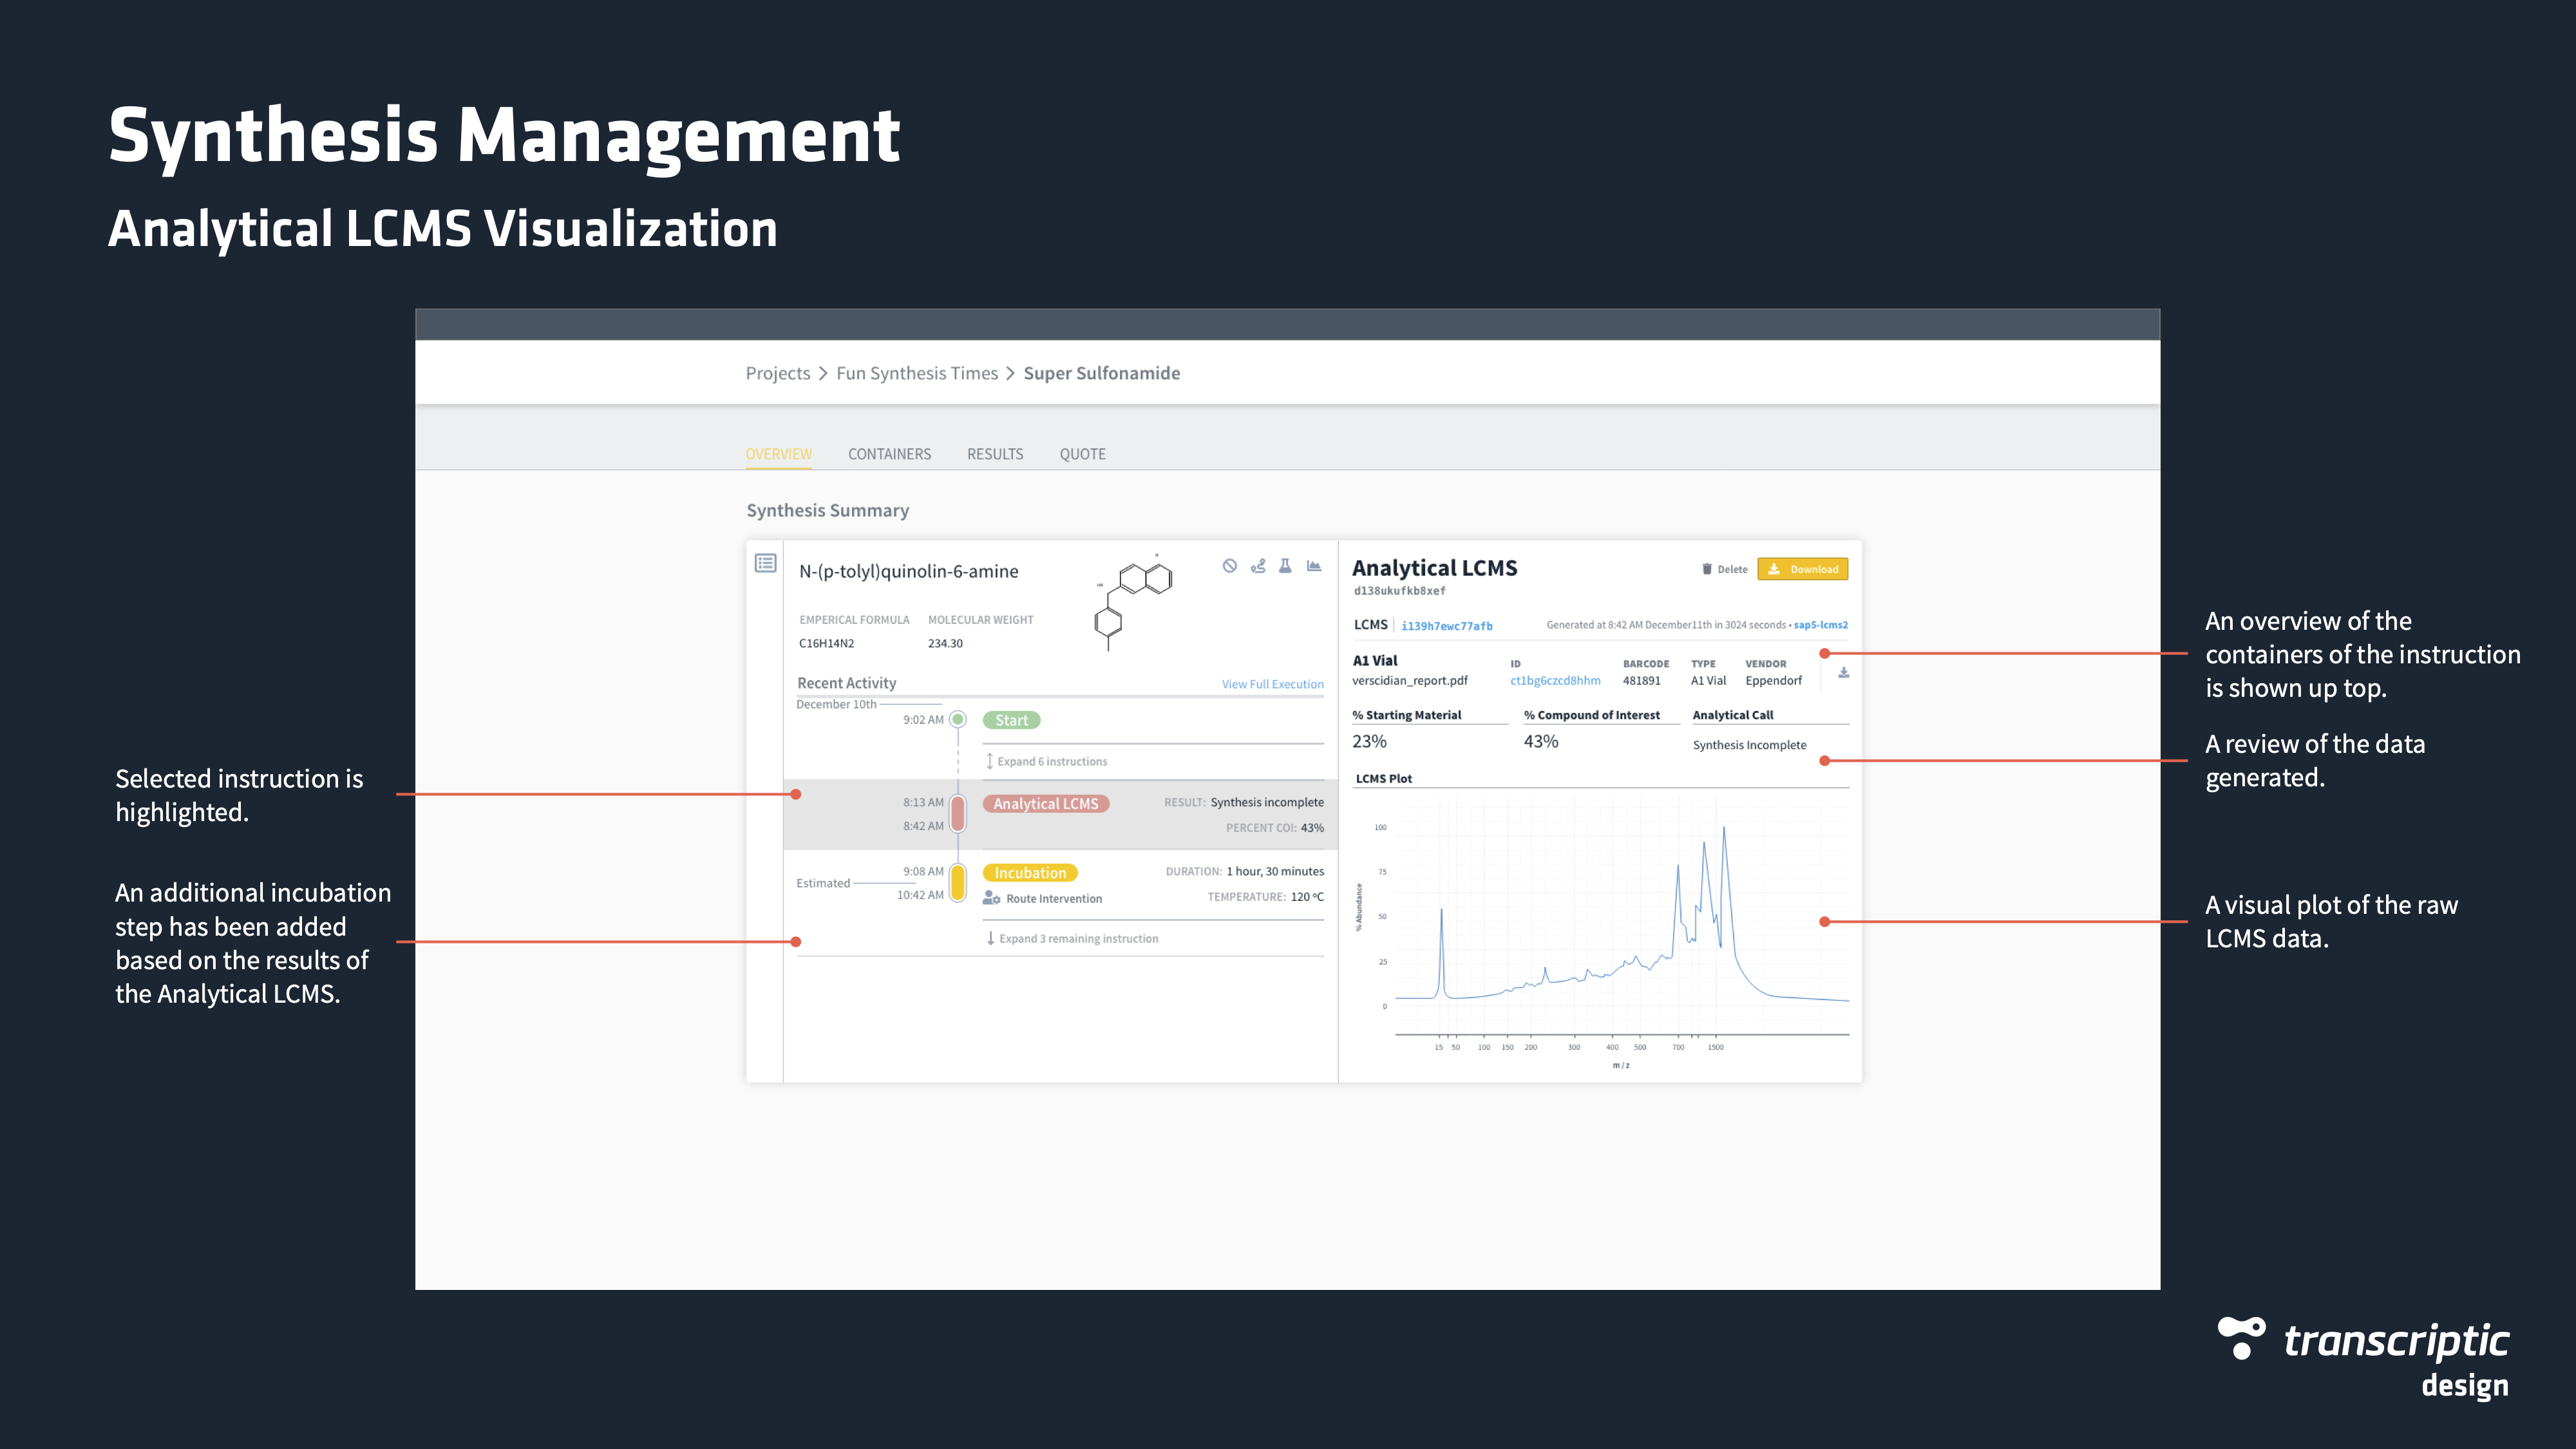 Synthesis Management
Analytical LCMS Visualization
Projects > Fun Synthesis Times > Super Sulfonamide
OVERVIEW CONTAINERS RESULTS QUOTE
Synthesis Summary
N-(p-tolyl)quinolin-6-amine
EMPERICAL FORMULA MOLECULAR WEIGHT
C16H14N2 234.30
Recent Activity View Full Execution
December 10th
9:02 AM Start
Expand 6 instructions
8:13 AM Analytical LCMS RESULT: Synthesis incomplete
8:42 AM PERCENT COI: 43%
9:08 AM Incubation DURATION: 1 hour, 30 minutes
Estimated
10:42 AM Route Intervention TEMPERATURE: 120 ºC
Expand 3 remaining instruction
Analytical LCMS Delete Download
d138ukufkb8xef
LCMS i139h7ewc77afb Generated at 8:42 AM December11th in 3024 seconds • sap5-lcms2
A1 Vial ID BARCODE TYPE VENDOR
verscidian_report.pdf ct1bg6czcd8hhm 481891 A1 Vial Eppendorf
% Starting Material % Compound of Interest Analytical Call
23% 43% Synthesis Incomplete
LCMS Plot
100
75
50
25
0
% Abundance
15 50 100 150 200 300 400 500 700 1500
m / z
Selected instruction is
highlighted.
An additional incubation
step has been added
based on the results of
the Analytical LCMS.
An overview of the
containers of the instruction
is shown up top.
A review of the data
generated.
A visual plot of the raw
LCMS data.
transcriptic
design